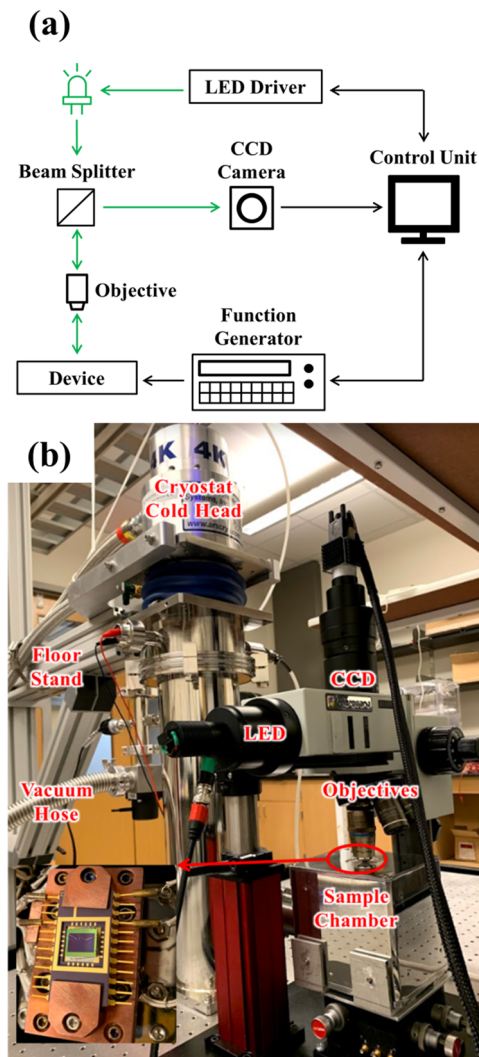 (a)
LED Driver
Beam Splitter
CCD
Camera
Control Unit
Objective
Function
Generator
Device
(b)
4K 4K
Cryostat
Cold Head
Floor
Stand
CCD
LED
Vacuum
Hose
Objectives
Sample
Chamber